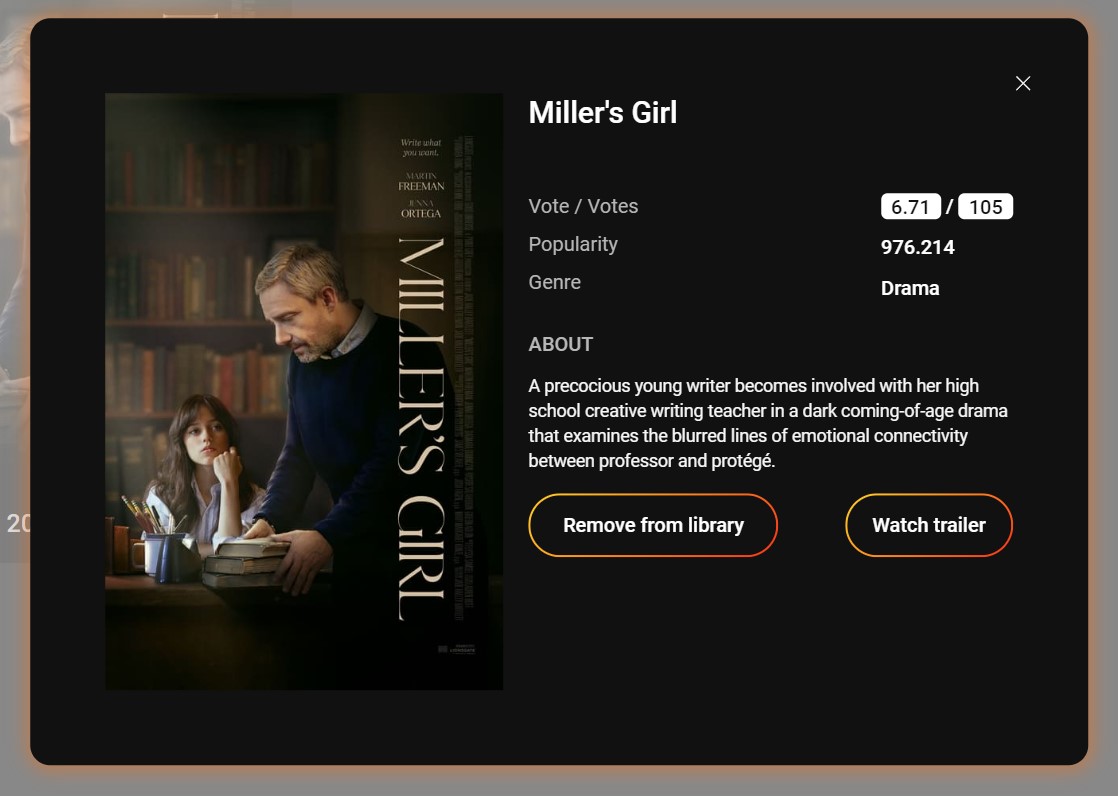 Miller's Girl
Write what
you want.
MARTIN
FREEMAN
JENNA
ORTEGA
MILLER'S GIRL
Vote / Votes
6.71 / 105
Popularity
976.214
Genre
Drama
ABOUT
A precocious young writer becomes involved with her high
school creative writing teacher in a dark coming-of-age drama
that examines the blurred lines of emotional connectivity
between professor and protégé.
Remove from library
Watch trailer
20